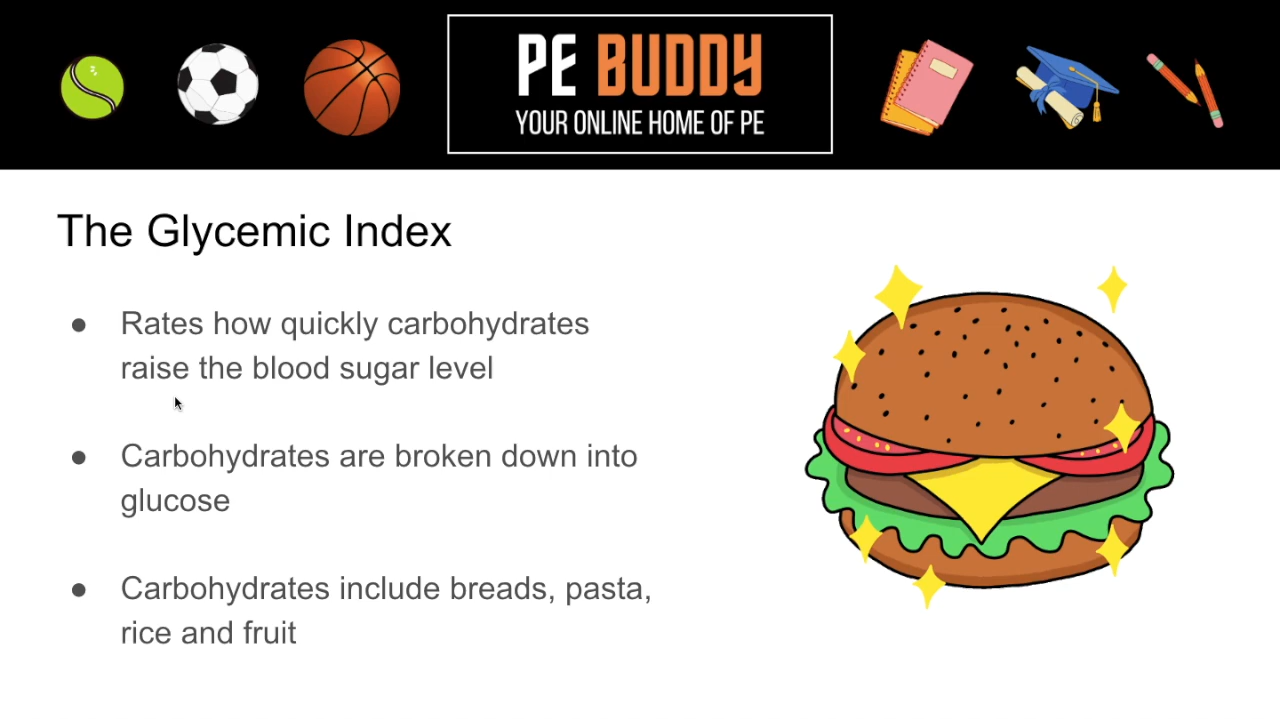 PE BUDDY
YOUR ONLINE HOME OF PE
The Glycemic Index
● Rates how quickly carbohydrates
raise the blood sugar level
● Carbohydrates are broken down into
glucose
● Carbohydrates include breads, pasta,
rice and fruit